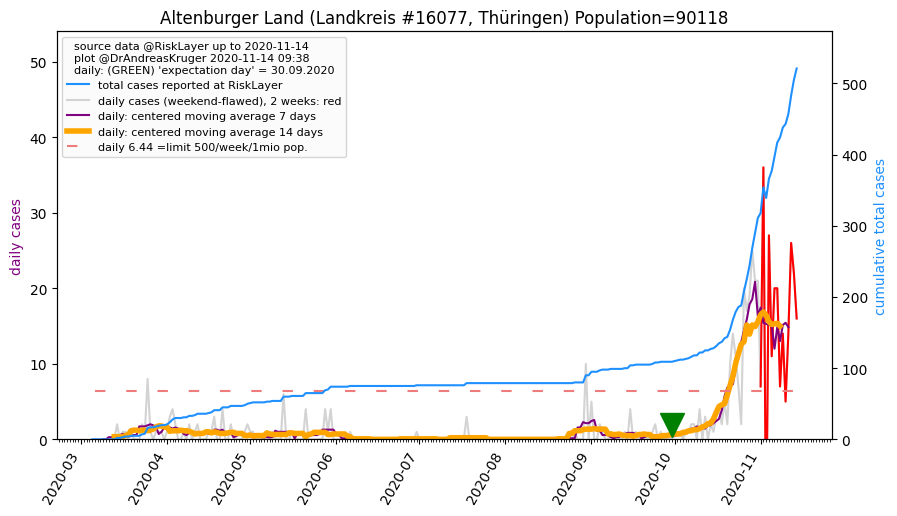 Altenburger Land (Landkreis #16077, Thüringen) Population=90118
source data @RiskLayer up to 2020-11-14
plot @DrAndreasKruger 2020-11-14 09:38
daily: (GREEN) 'expectation day' = 30.09.2020
total cases reported at RiskLayer
daily cases (weekend-flawed), 2 weeks: red
daily: centered moving average 7 days
daily: centered moving average 14 days
daily 6.44 =limit 500/week/1mio pop.
daily cases
50
40
30
20
10
0
cumulative total cases
500
400
300
200
100
0
2020-03
2020-04
2020-05
2020-06
2020-07
2020-08
2020-09
2020-10
2020-11